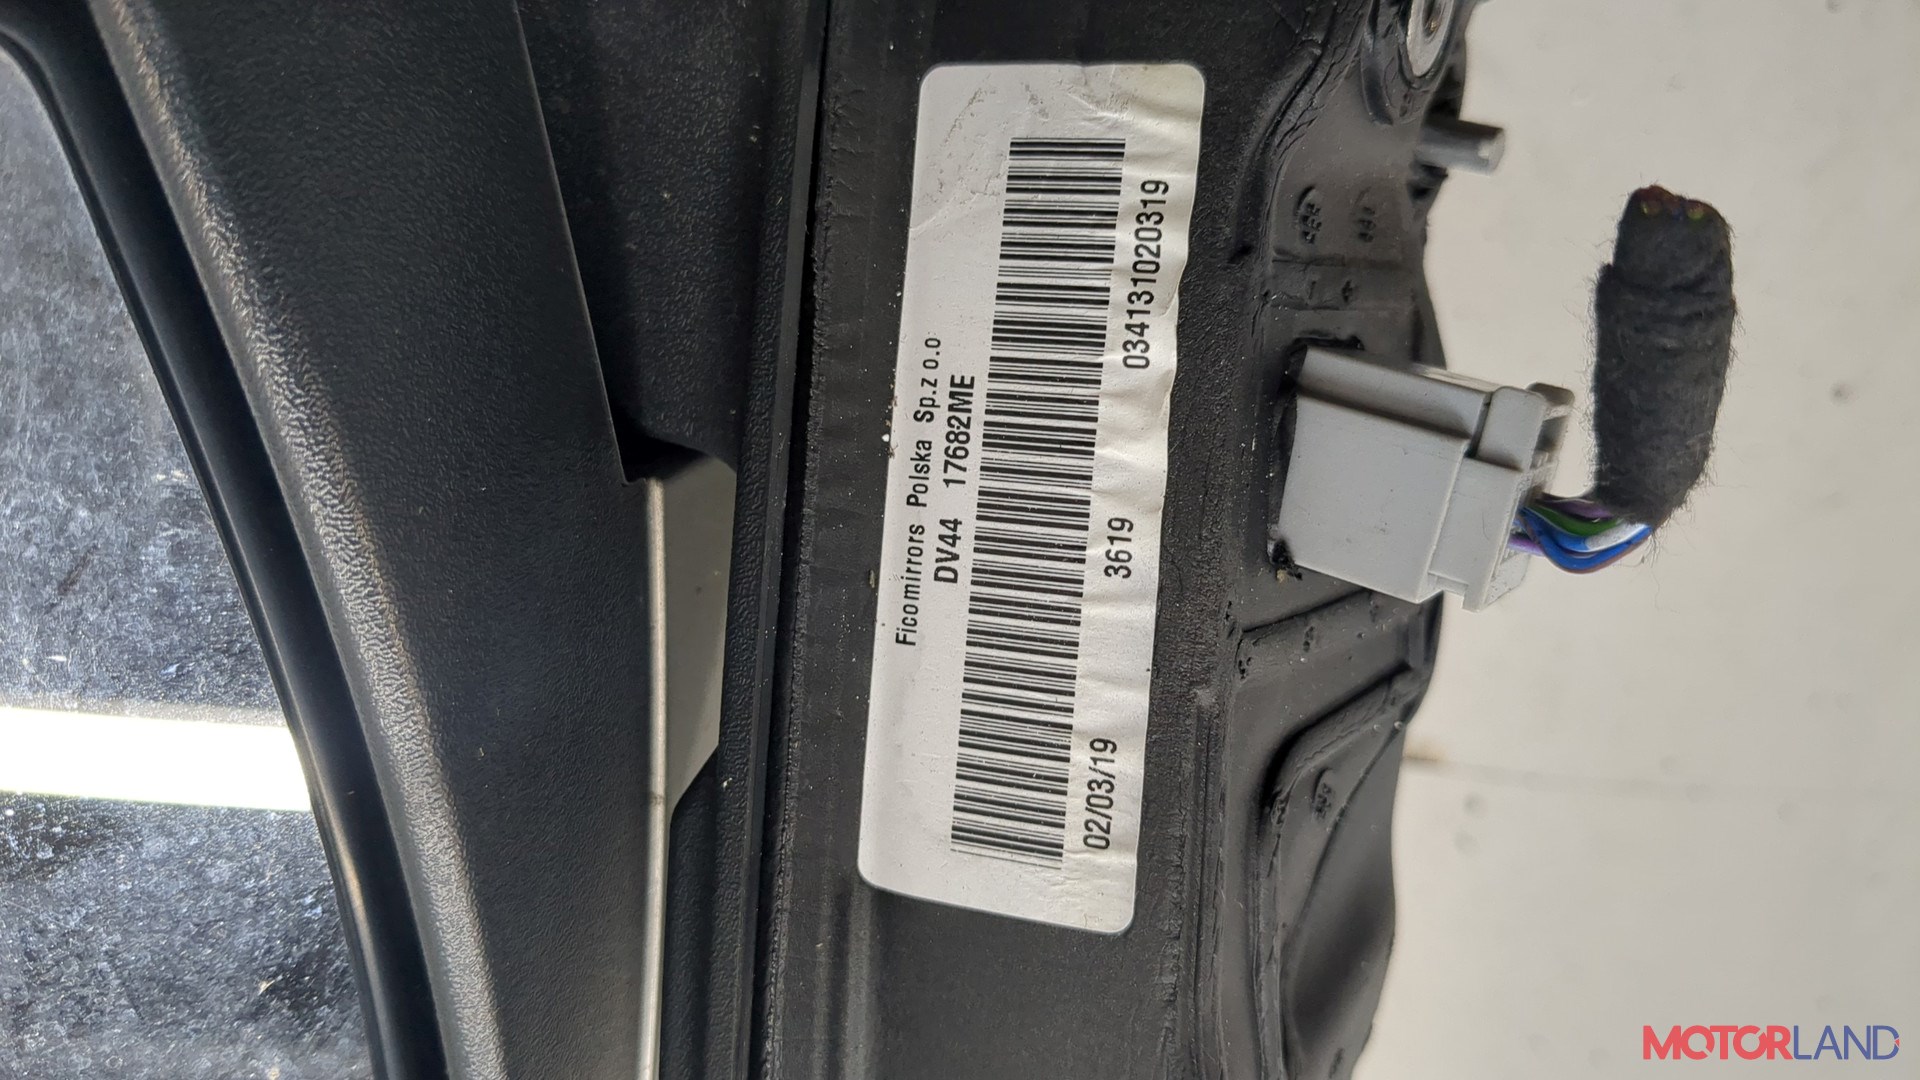 Ficomirrors Polska Sp.z o.o
DV44 17682ME
02/03/19 3619 034131020319
MOTORLAND